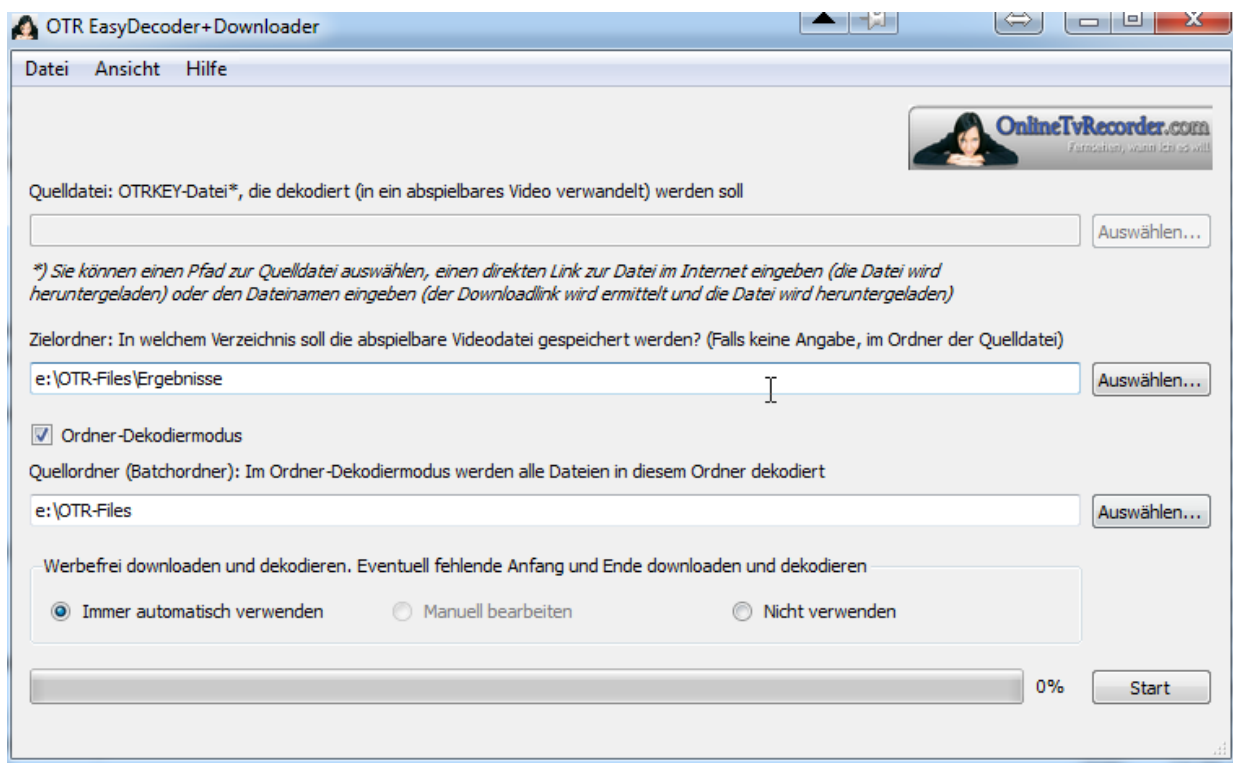 OTR EasyDecoder+Downloader
Datei Ansicht Hilfe
OnlineTvRecorder.com
Fernsehen, wann ich es will
Quelldatei: OTRKEY-Datei*, die dekodiert (in ein abspielbares Video verwandelt) werden soll
Auswählen...
*) Sie können einen Pfad zur Quelldatei auswählen, einen direkten Link zur Datei im Internet eingeben (die Datei wird
heruntergeladen) oder den Dateinamen eingeben (der Downloadlink wird ermittelt und die Datei wird heruntergeladen)
Zielordner: In welchem Verzeichnis soll die abspielbare Videodatei gespeichert werden? (Falls keine Angabe, im Ordner der Quelldatei)
e:\OTR-Files\Ergebnisse Auswählen...
Ordner-Dekodiermodus
Quellordner (Batchordner): Im Ordner-Dekodiermodus werden alle Dateien in diesem Ordner dekodiert
e:\OTR-Files Auswählen...
Werbefrei downloaden und dekodieren. Eventuell fehlende Anfang und Ende downloaden und dekodieren
Immer automatisch verwenden Manuell bearbeiten Nicht verwenden
0% Start